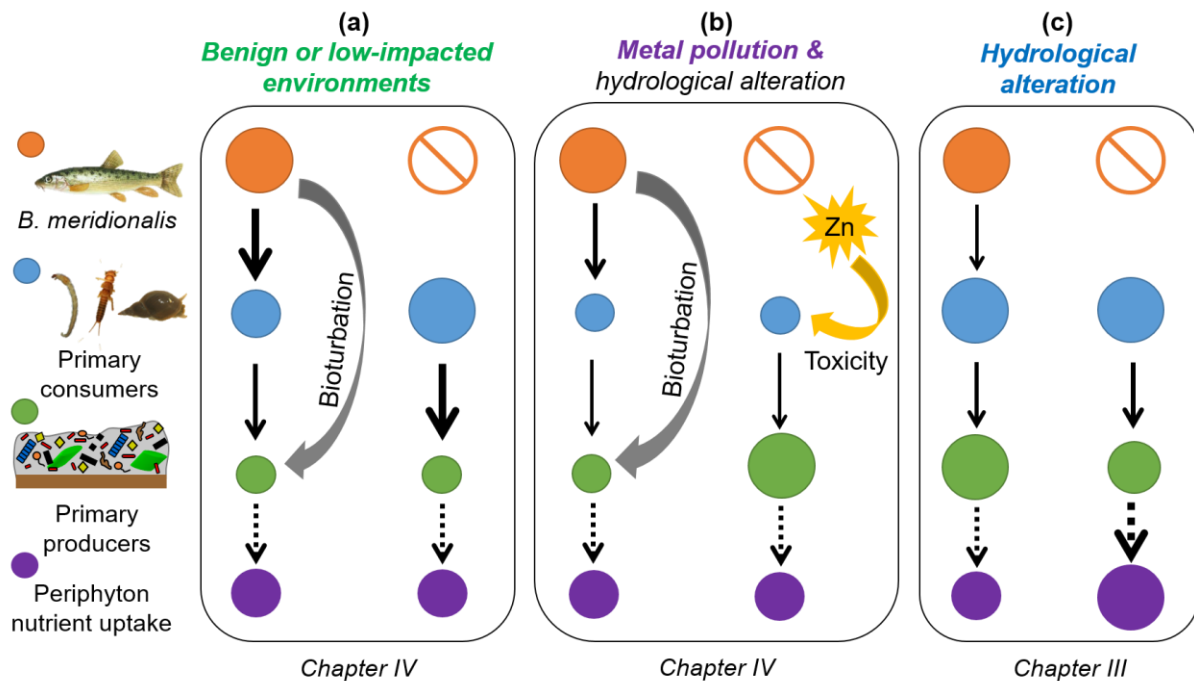 (a)
Benign or low-impacted
environments
(b)
Metal pollution &
hydrological alteration
(c)
Hydrological
alteration
B. meridionalis
Primary
consumers
Primary
producers
Periphyton
nutrient uptake
Bioturbation
Bioturbation
Zn
Toxicity
Chapter IV
Chapter IV
Chapter III